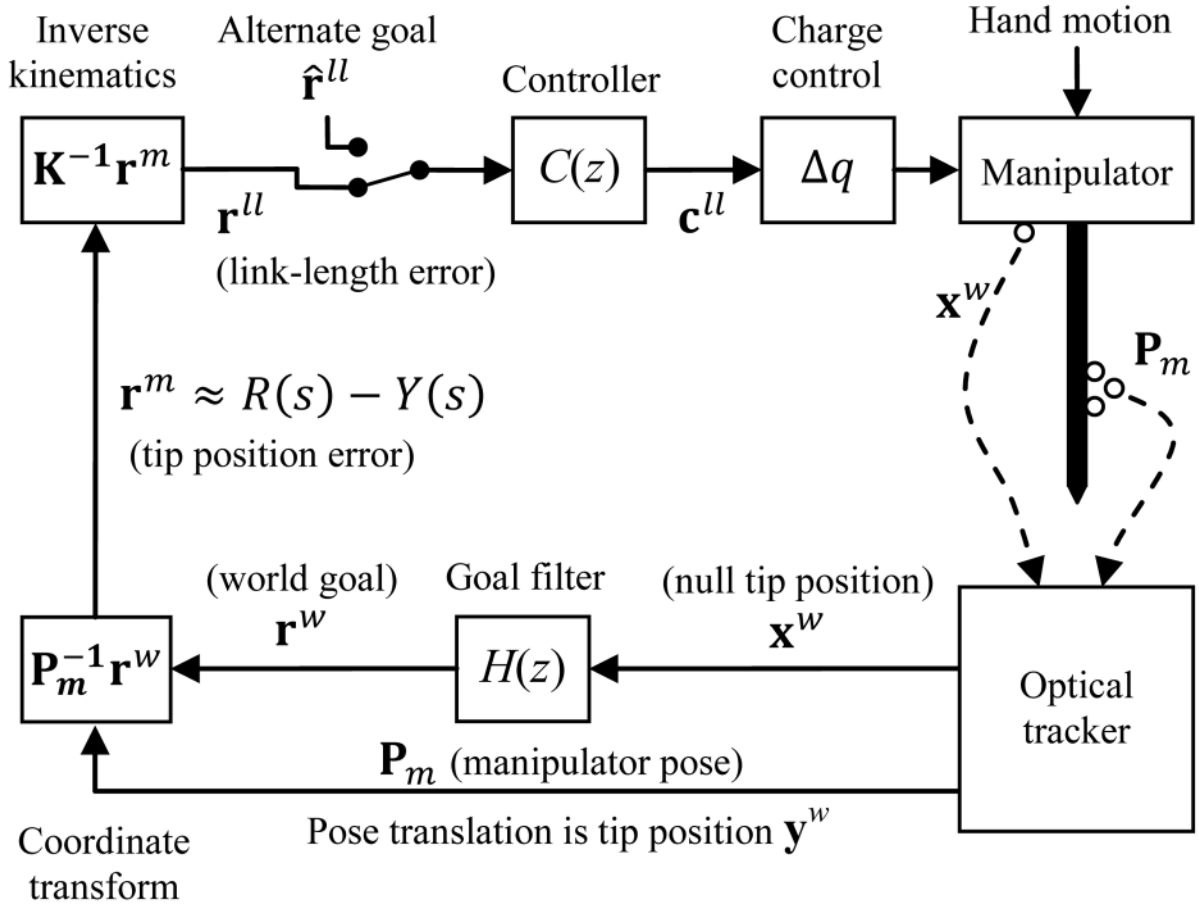 Inverse
kinematics
Alternate goal
r̂^ll
Controller
Charge
control
Hand motion
K⁻¹r^m
r^ll
(link-length error)
C(z)
c^ll
Δq
Manipulator
x^w
P_m
r^m ≈ R(s) − Y(s)
(tip position error)
(world goal)
r^w
Goal filter
(null tip position)
x^w
P_m⁻¹r^w
H(z)
Optical
tracker
P_m (manipulator pose)
Pose translation is tip position y^w
Coordinate
transform